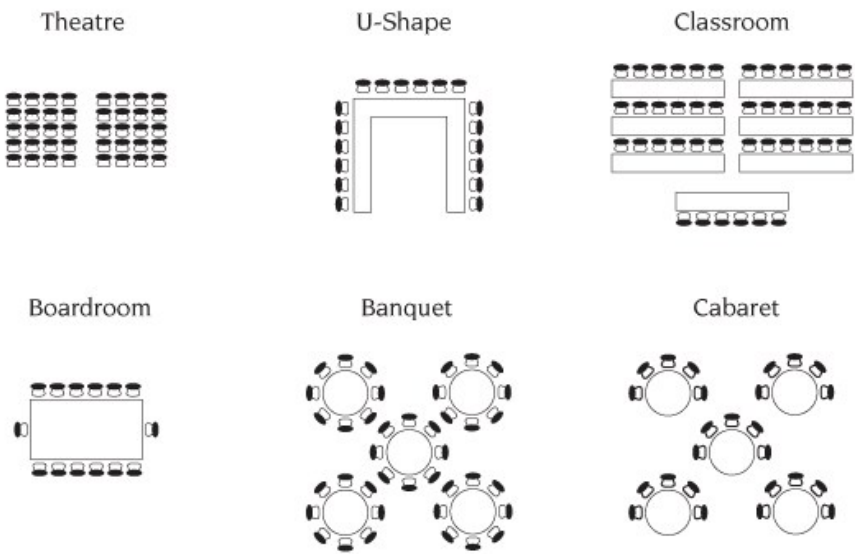 Theatre
U-Shape
Classroom
Boardroom
Banquet
Cabaret